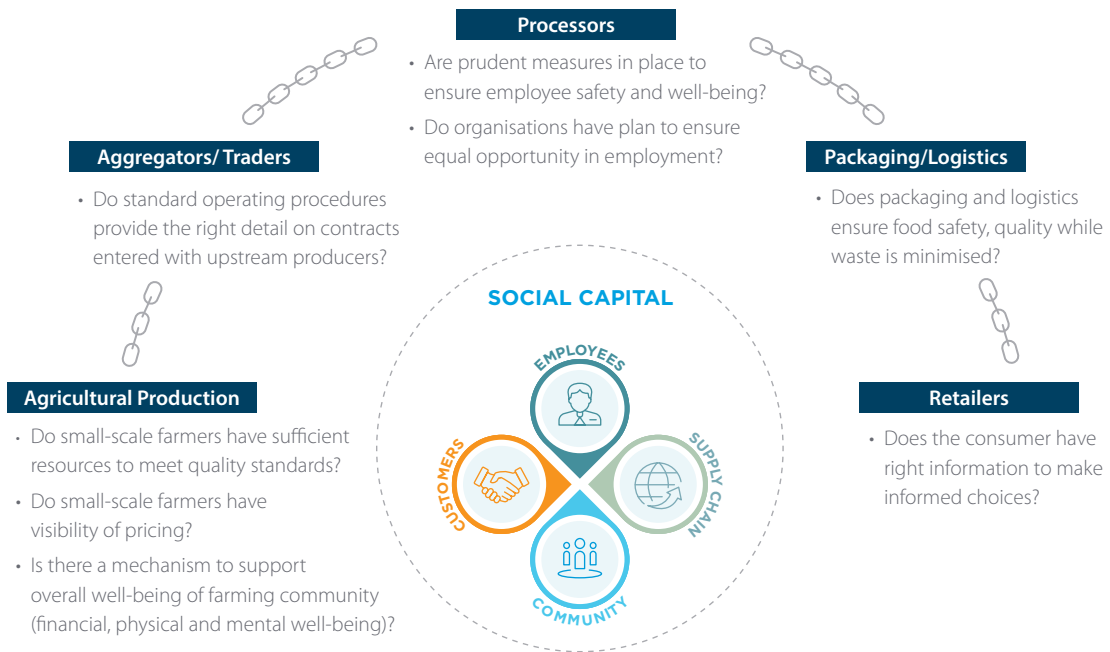 Processors
• Are prudent measures in place to
ensure employee safety and well-being?
• Do organisations have plan to ensure
equal opportunity in employment?
Aggregators/ Traders
• Do standard operating procedures
provide the right detail on contracts
entered with upstream producers?
Packaging/Logistics
• Does packaging and logistics
ensure food safety, quality while
waste is minimised?
Agricultural Production
• Do small-scale farmers have sufficient
resources to meet quality standards?
• Do small-scale farmers have
visibility of pricing?
• Is there a mechanism to support
overall well-being of farming community
(financial, physical and mental well-being)?
SOCIAL CAPITAL
EMPLOYEES
CUSTOMERS
SUPPLY CHAIN
COMMUNITY
Retailers
• Does the consumer have
right information to make
informed choices?